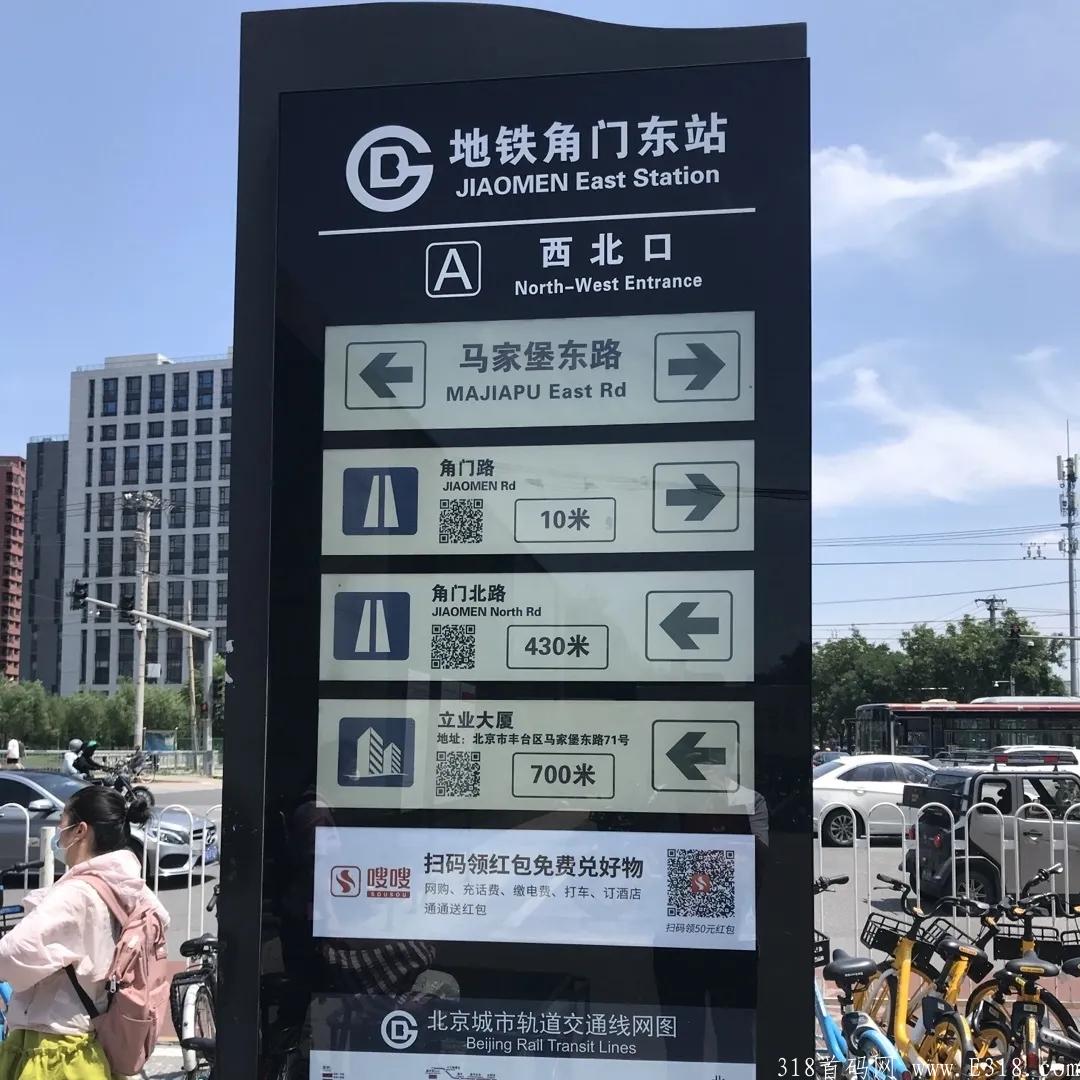 地铁角门东站
JIAOMEN East Station
A
西北口
North-West Entrance
马家堡东路
MAJIAPU East Rd
角门路
JIAOMEN Rd
10米
角门北路
JIAOMEN North Rd
430米
立业大厦
地址：北京市丰台区马家堡东路71号
700米
嗖嗖
SOUSOU
扫码领红包免费兑好物
网购、充话费、缴电费、打车、订酒店
通通送红包
扫码领50元红包
北京城市轨道交通线网图
Beijing Rail Transit Lines
北
318首码网 www.E318.com